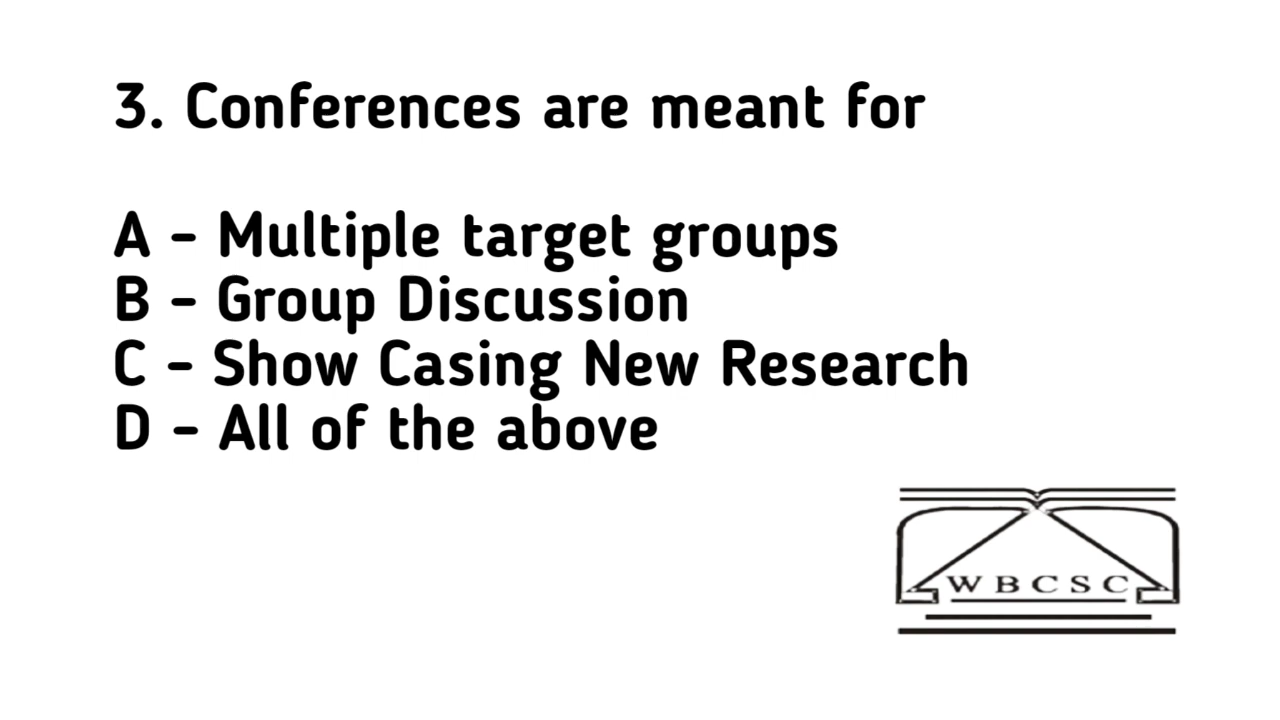 3. Conferences are meant for
A - Multiple target groups
B - Group Discussion
C - Show Casing New Research
D - All of the above
WBCSC